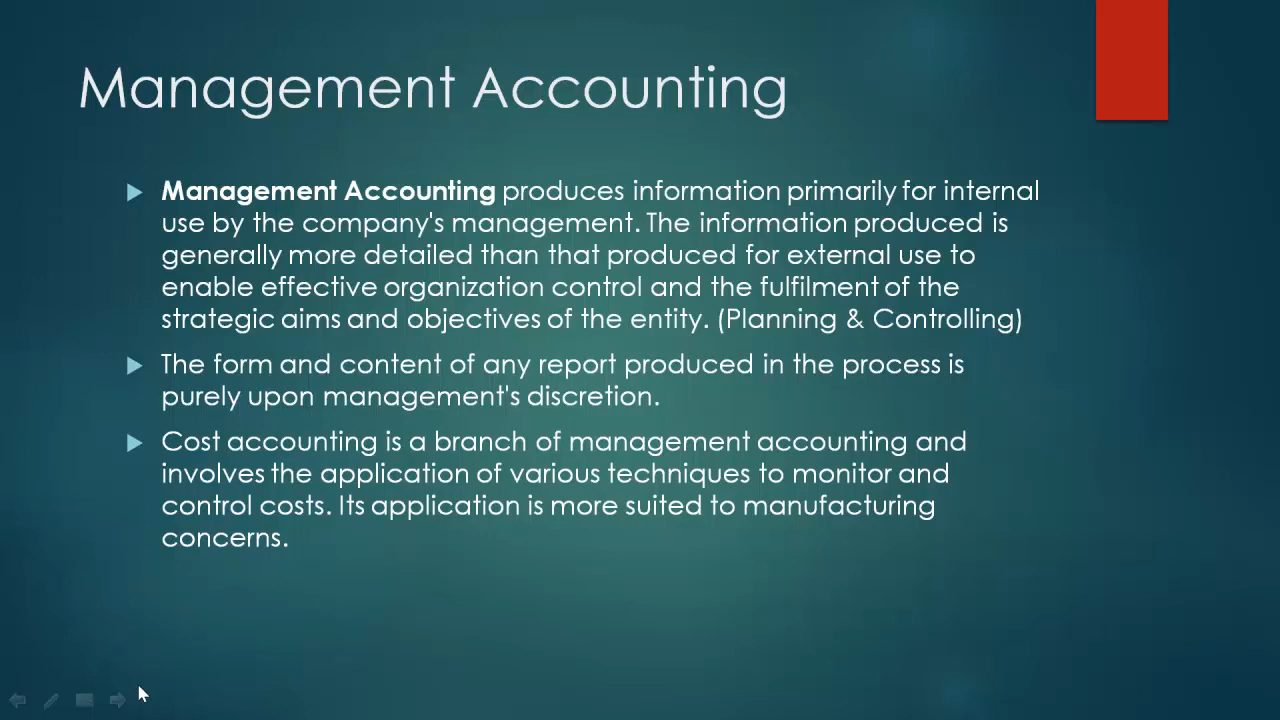 Management Accounting
Management Accounting produces information primarily for internal
use by the company's management. The information produced is
generally more detailed than that produced for external use to
enable effective organization control and the fulfilment of the
strategic aims and objectives of the entity. (Planning & Controlling)
The form and content of any report produced in the process is
purely upon management's discretion.
Cost accounting is a branch of management accounting and
involves the application of various techniques to monitor and
control costs. Its application is more suited to manufacturing
concerns.